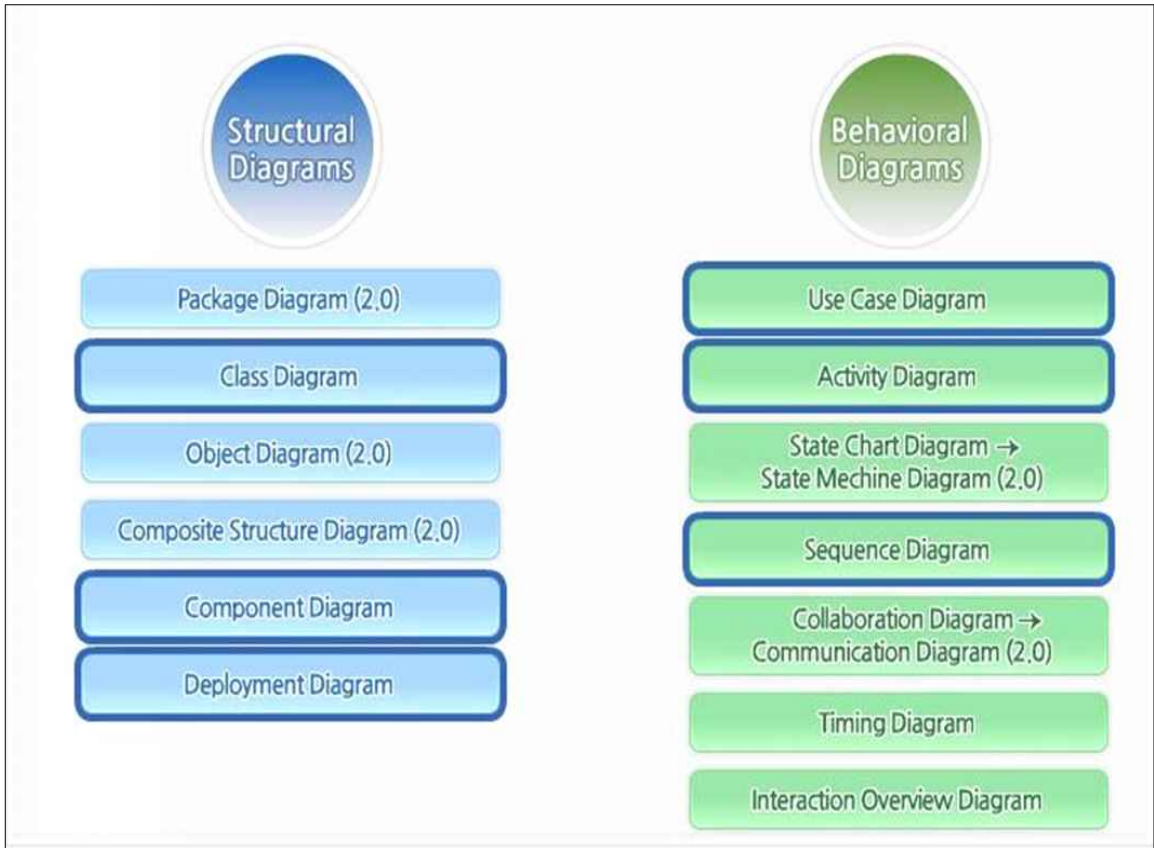 Structural
Diagrams
Package Diagram (2.0)
Class Diagram
Object Diagram (2.0)
Composite Structure Diagram (2.0)
Component Diagram
Deployment Diagram
Behavioral
Diagrams
Use Case Diagram
Activity Diagram
State Chart Diagram →
State Mechine Diagram (2.0)
Sequence Diagram
Collaboration Diagram →
Communication Diagram (2.0)
Timing Diagram
Interaction Overview Diagram